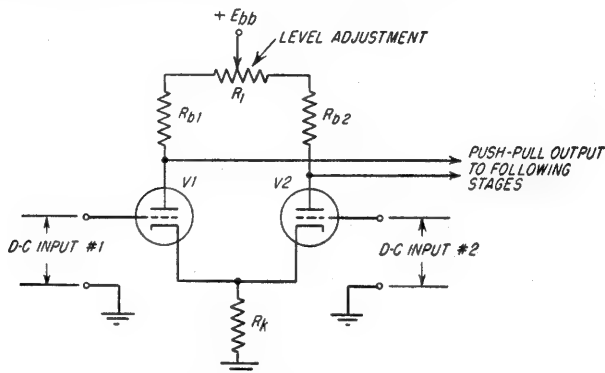 + Ebb
LEVEL ADJUSTMENT
R1
Rb1
Rb2
PUSH-PULL OUTPUT
TO FOLLOWING
STAGES
V1
V2
D-C INPUT #1
D-C INPUT #2
Rk